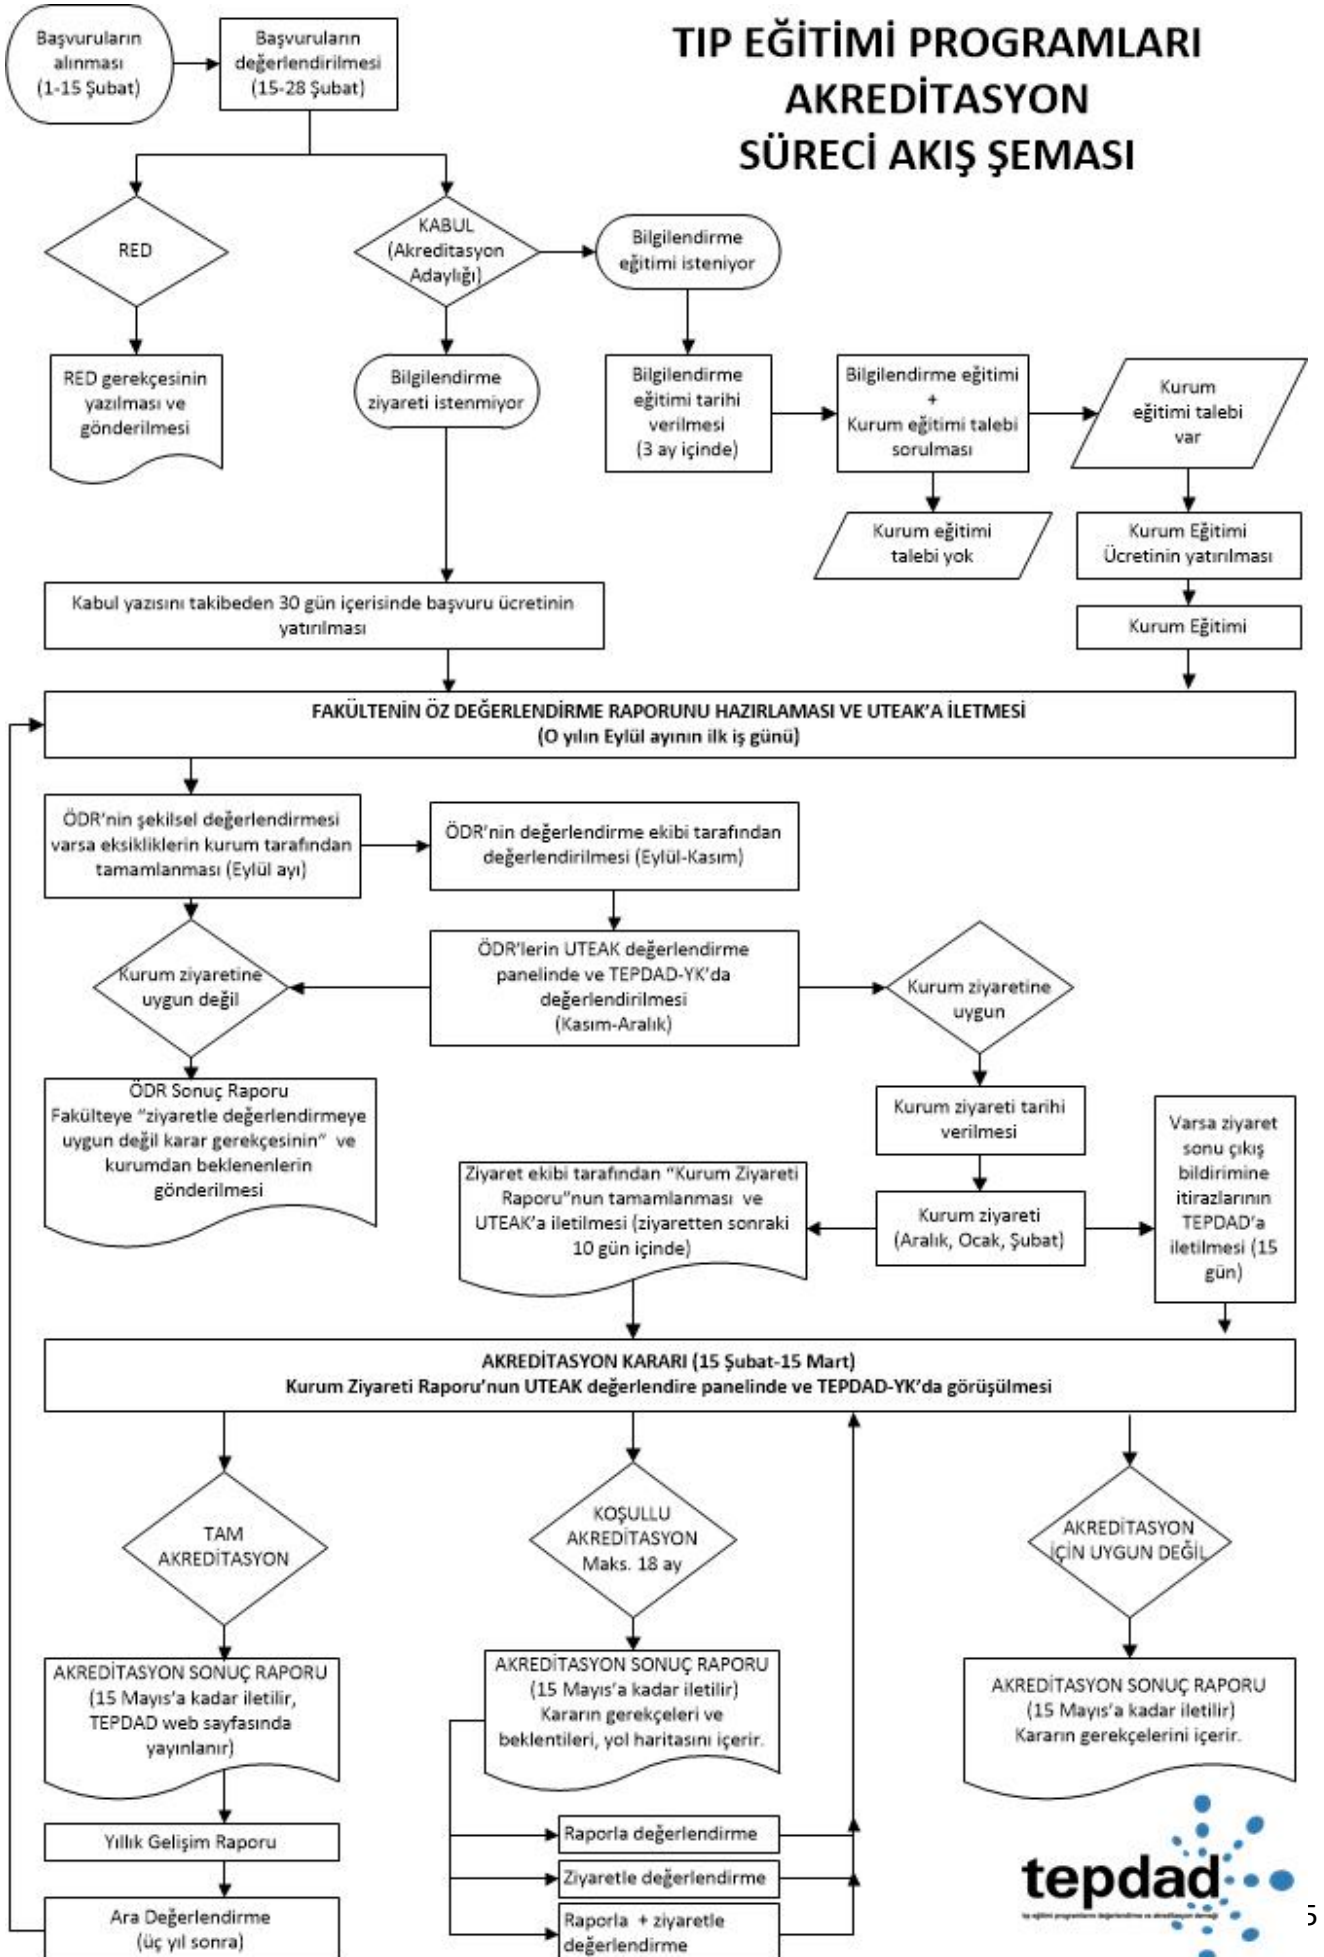 TIP EĞİTİMİ PROGRAMLARI
AKREDİTASYON
SÜRECİ AKIŞ ŞEMASI
Başvuruların
alınması
(1-15 Şubat)
Başvuruların
değerlendirilmesi
(15-28 Şubat)
RED
KABUL
(Akreditasyon
Adaylığı)
Bilgilendirme
eğitimi isteniyor
RED gerekçesinin
yazılması ve
gönderilmesi
Bilgilendirme
ziyareti istenmiyor
Bilgilendirme
eğitimi tarihi
verilmesi
(3 ay içinde)
Bilgilendirme eğitimi
+
Kurum eğitimi talebi
sorulması
Kurum
eğitimi talebi
var
Kurum eğitimi
talebi yok
Kurum Eğitimi
Ücretinin yatırılması
Kurum Eğitimi
Kabul yazısını takibeden 30 gün içerisinde başvuru ücretinin
yatırılması
FAKÜLTENİN ÖZ DEĞERLENDİRME RAPORUNU HAZIRLAMASI VE UTEAK'A İLETMESİ
(O yılın Eylül ayının ilk iş günü)
ÖDR'nin şekilsel değerlendirmesi
varsa eksikliklerin kurum tarafından
tamamlanması (Eylül ayı)
ÖDR'nin değerlendirme ekibi tarafından
değerlendirilmesi (Eylül-Kasım)
Kurum ziyaretine
uygun değil
ÖDR'lerin UTEAK değerlendirme
panelinde ve TEPDAD-YK'da
değerlendirilmesi
(Kasım-Aralık)
Kurum ziyaretine
uygun
ÖDR Sonuç Raporu
Fakülteye "ziyaretle değerlendirmeye
uygun değil karar gerekçesinin" ve
kurumdan beklenenlerin
gönderilmesi
Kurum ziyareti tarihi
verilmesi
Ziyaret ekibi tarafından "Kurum Ziyareti
Raporu"nun tamamlanması ve
UTEAK'a iletilmesi (ziyaretten sonraki
10 gün içinde)
Kurum ziyareti
(Aralık, Ocak, Şubat)
Varsa ziyaret
sonu çıkış
bildirimine
itirazlarının
TEPDAD'a
iletilmesi (15
gün)
AKREDİTASYON KARARI (15 Şubat-15 Mart)
Kurum Ziyareti Raporu'nun UTEAK değerlendire panelinde ve TEPDAD-YK'da görüşülmesi
TAM
AKREDİTASYON
KOŞULLU
AKREDİTASYON
Maks. 18 ay
AKREDİTASYON
İÇİN UYGUN DEĞİL
AKREDİTASYON SONUÇ RAPORU
(15 Mayıs'a kadar iletilir,
TEPDAD web sayfasında
yayınlanır)
AKREDİTASYON SONUÇ RAPORU
(15 Mayıs'a kadar iletilir)
Kararın gerekçeleri ve
beklentileri, yol haritasını içerir.
AKREDİTASYON SONUÇ RAPORU
(15 Mayıs'a kadar iletilir)
Kararın gerekçelerini içerir.
Yıllık Gelişim Raporu
Ara Değerlendirme
(üç yıl sonra)
Raporla değerlendirme
Ziyaretle değerlendirme
Raporla + ziyaretle
değerlendirme
tepdad
tıp eğitimi programlarını değerlendirme ve akreditasyon derneği
5